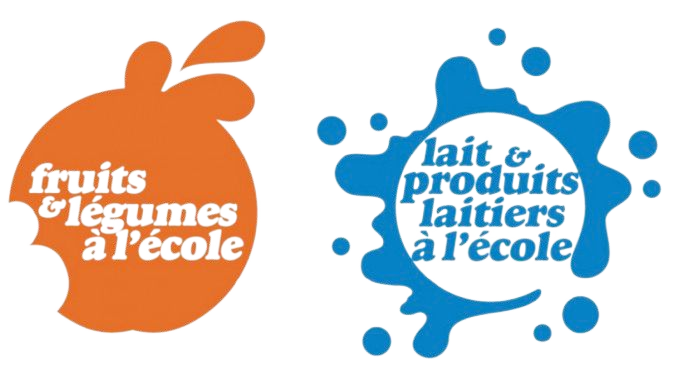 fruits
& légumes
à l'école
lait &
produits
laitiers
à l'école